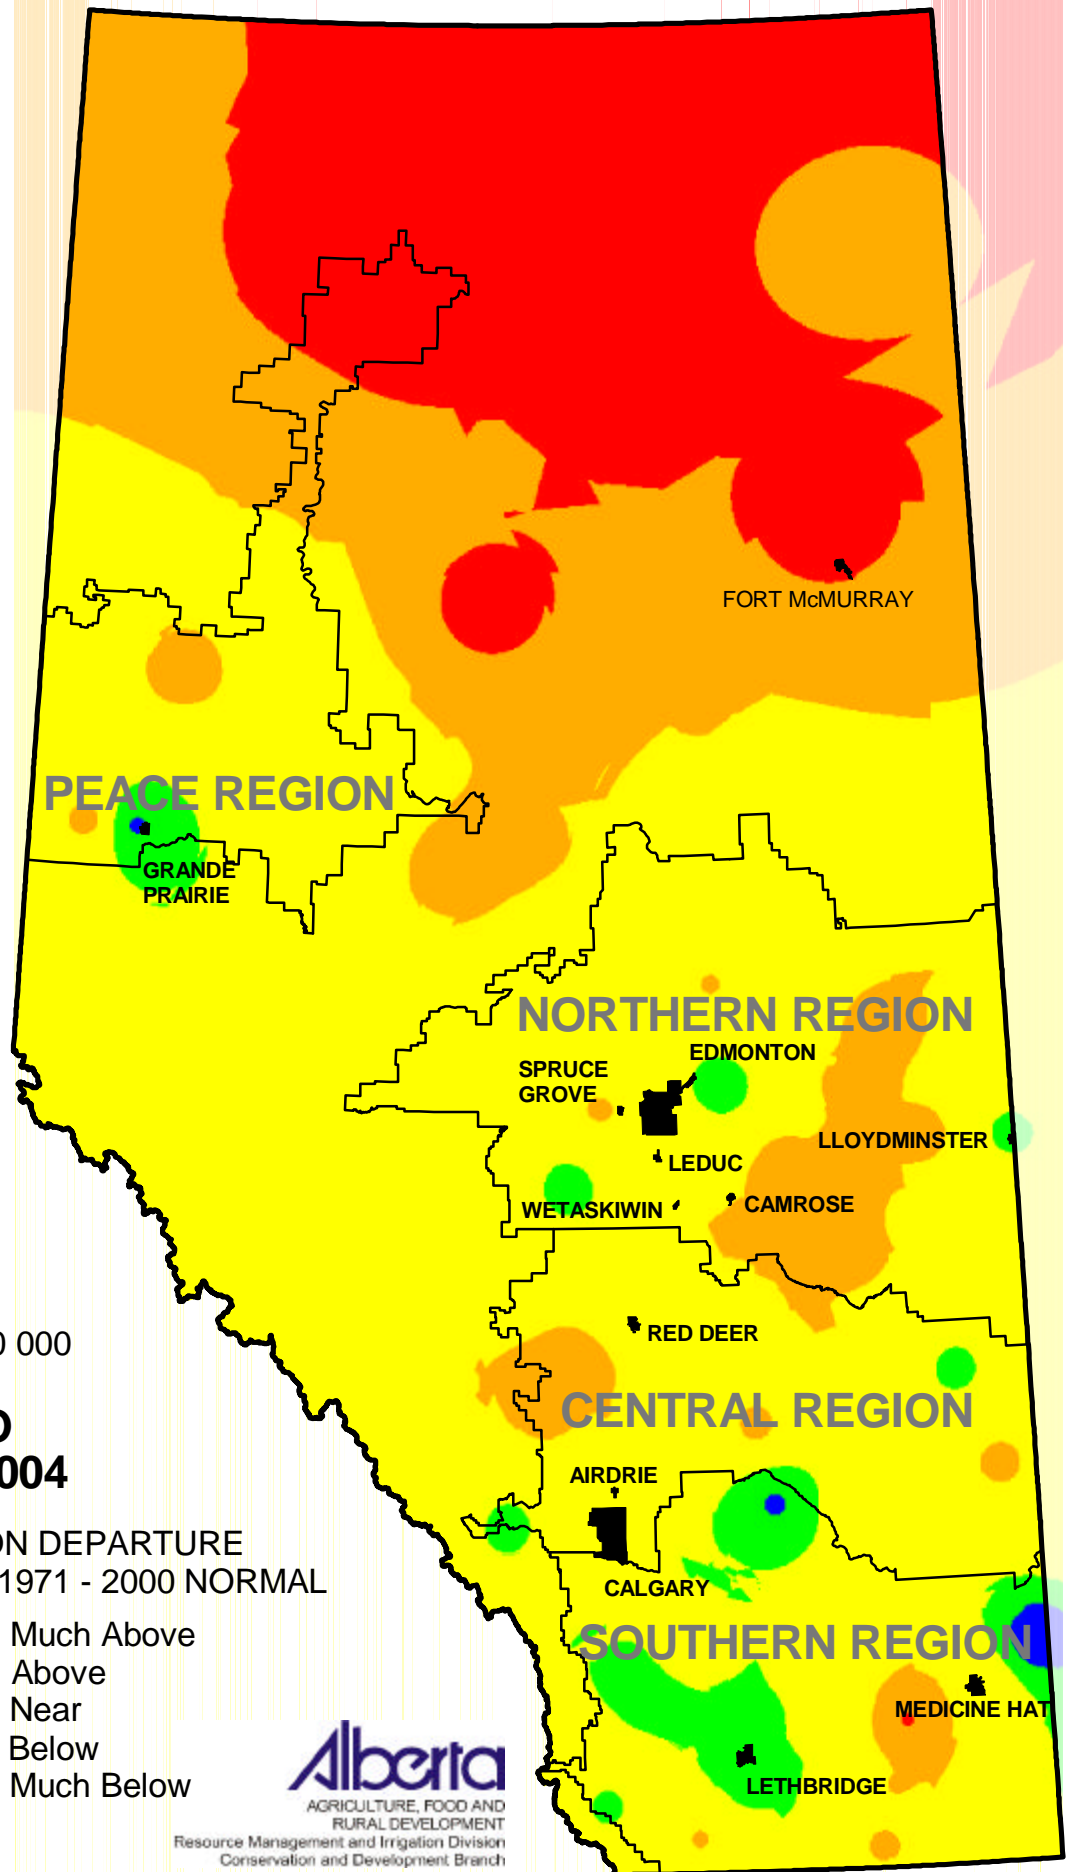 FORT McMURRAY
PEACE REGION
GRANDE
PRAIRIE
NORTHERN REGION
EDMONTON
SPRUCE
GROVE
LLOYDMINSTER
LEDUC
WETASKIWIN
CAMROSE
RED DEER
0 000
CENTRAL REGION
004
AIRDRIE
ON DEPARTURE
1971 - 2000 NORMAL
CALGARY
Much Above
SOUTHERN REGION
Above
Near
MEDICINE HAT
Below
Much Below
LETHBRIDGE
Alberta
AGRICULTURE, FOOD AND
RURAL DEVELOPMENT
Resource Management and Irrigation Division
Conservation and Development Branch